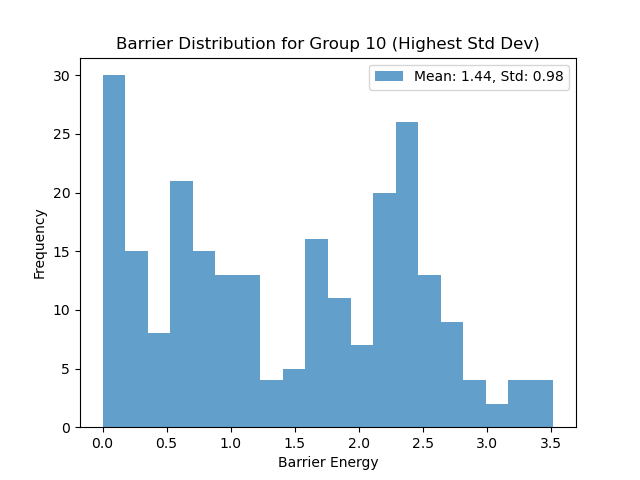 Barrier Distribution for Group 10 (Highest Std Dev)
Mean: 1.44, Std: 0.98
30
25
20
15
10
5
0
Frequency
0.0 0.5 1.0 1.5 2.0 2.5 3.0 3.5
Barrier Energy